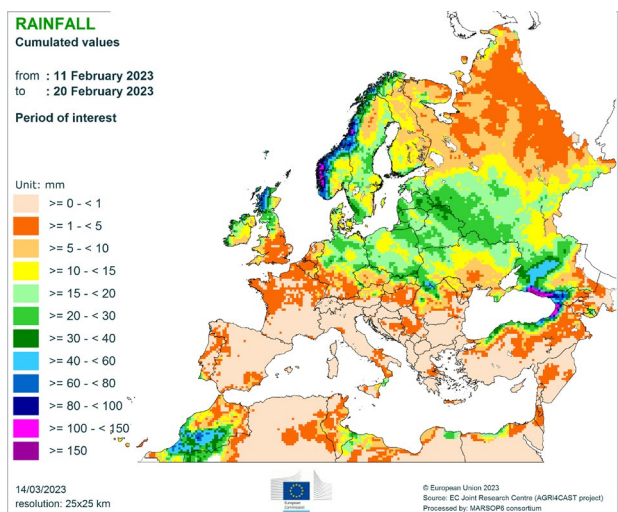 RAINFALL
Cumulated values
from : 11 February 2023
to : 20 February 2023
Period of interest
Unit: mm
>= 0 - < 1
>= 1 - < 5
>= 5 - < 10
>= 10 - < 15
>= 15 - < 20
>= 20 - < 30
>= 30 - < 40
>= 40 - < 60
>= 60 - < 80
>= 80 - < 100
>= 100 - < 150
>= 150
14/03/2023
resolution: 25x25 km
European
Commission
© European Union 2023
Source: EC Joint Research Centre (AGRI4CAST project)
Processed by: MARSOP6 consortium